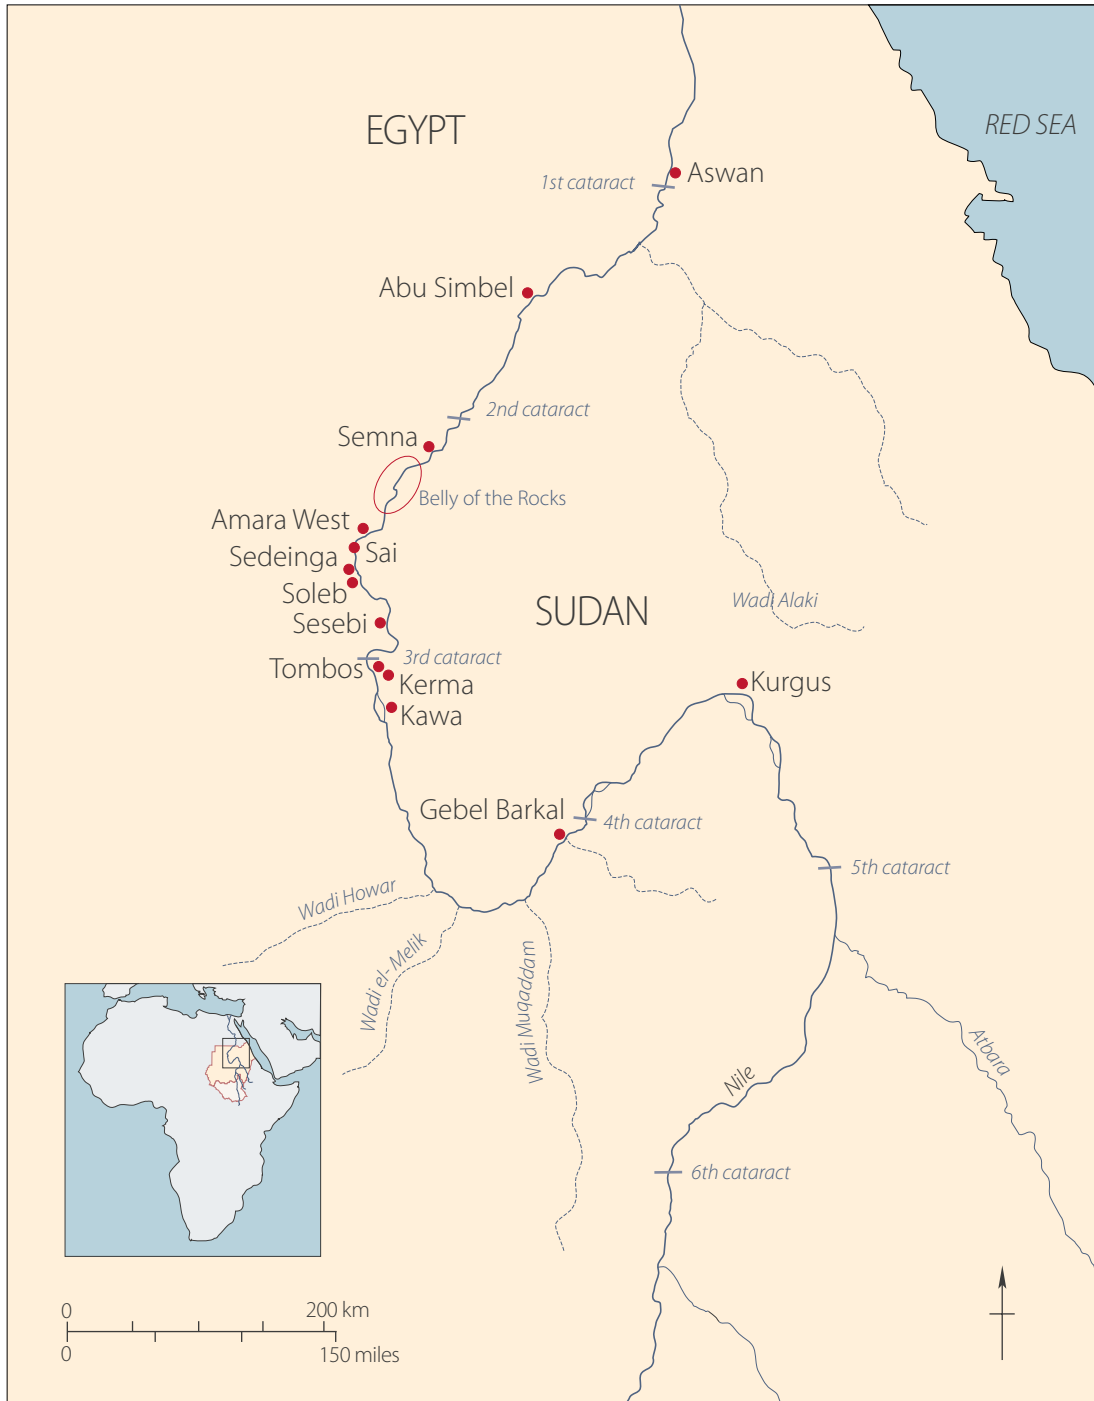 EGYPT
RED SEA
1st cataract
Aswan
Abu Simbel
2nd cataract
Semna
Belly of the Rocks
Amara West
Sai
Sedeinga
Soleb
Wadi Alaki
SUDAN
Sesebi
3rd cataract
Tombos
Kerma
Kurgus
Kawa
Gebel Barkal
4th cataract
5th cataract
Wadi Howar
Wadi el- Melik
Wadi Muqaddam
Atbara
Nile
6th cataract
0
200 km
0
150 miles